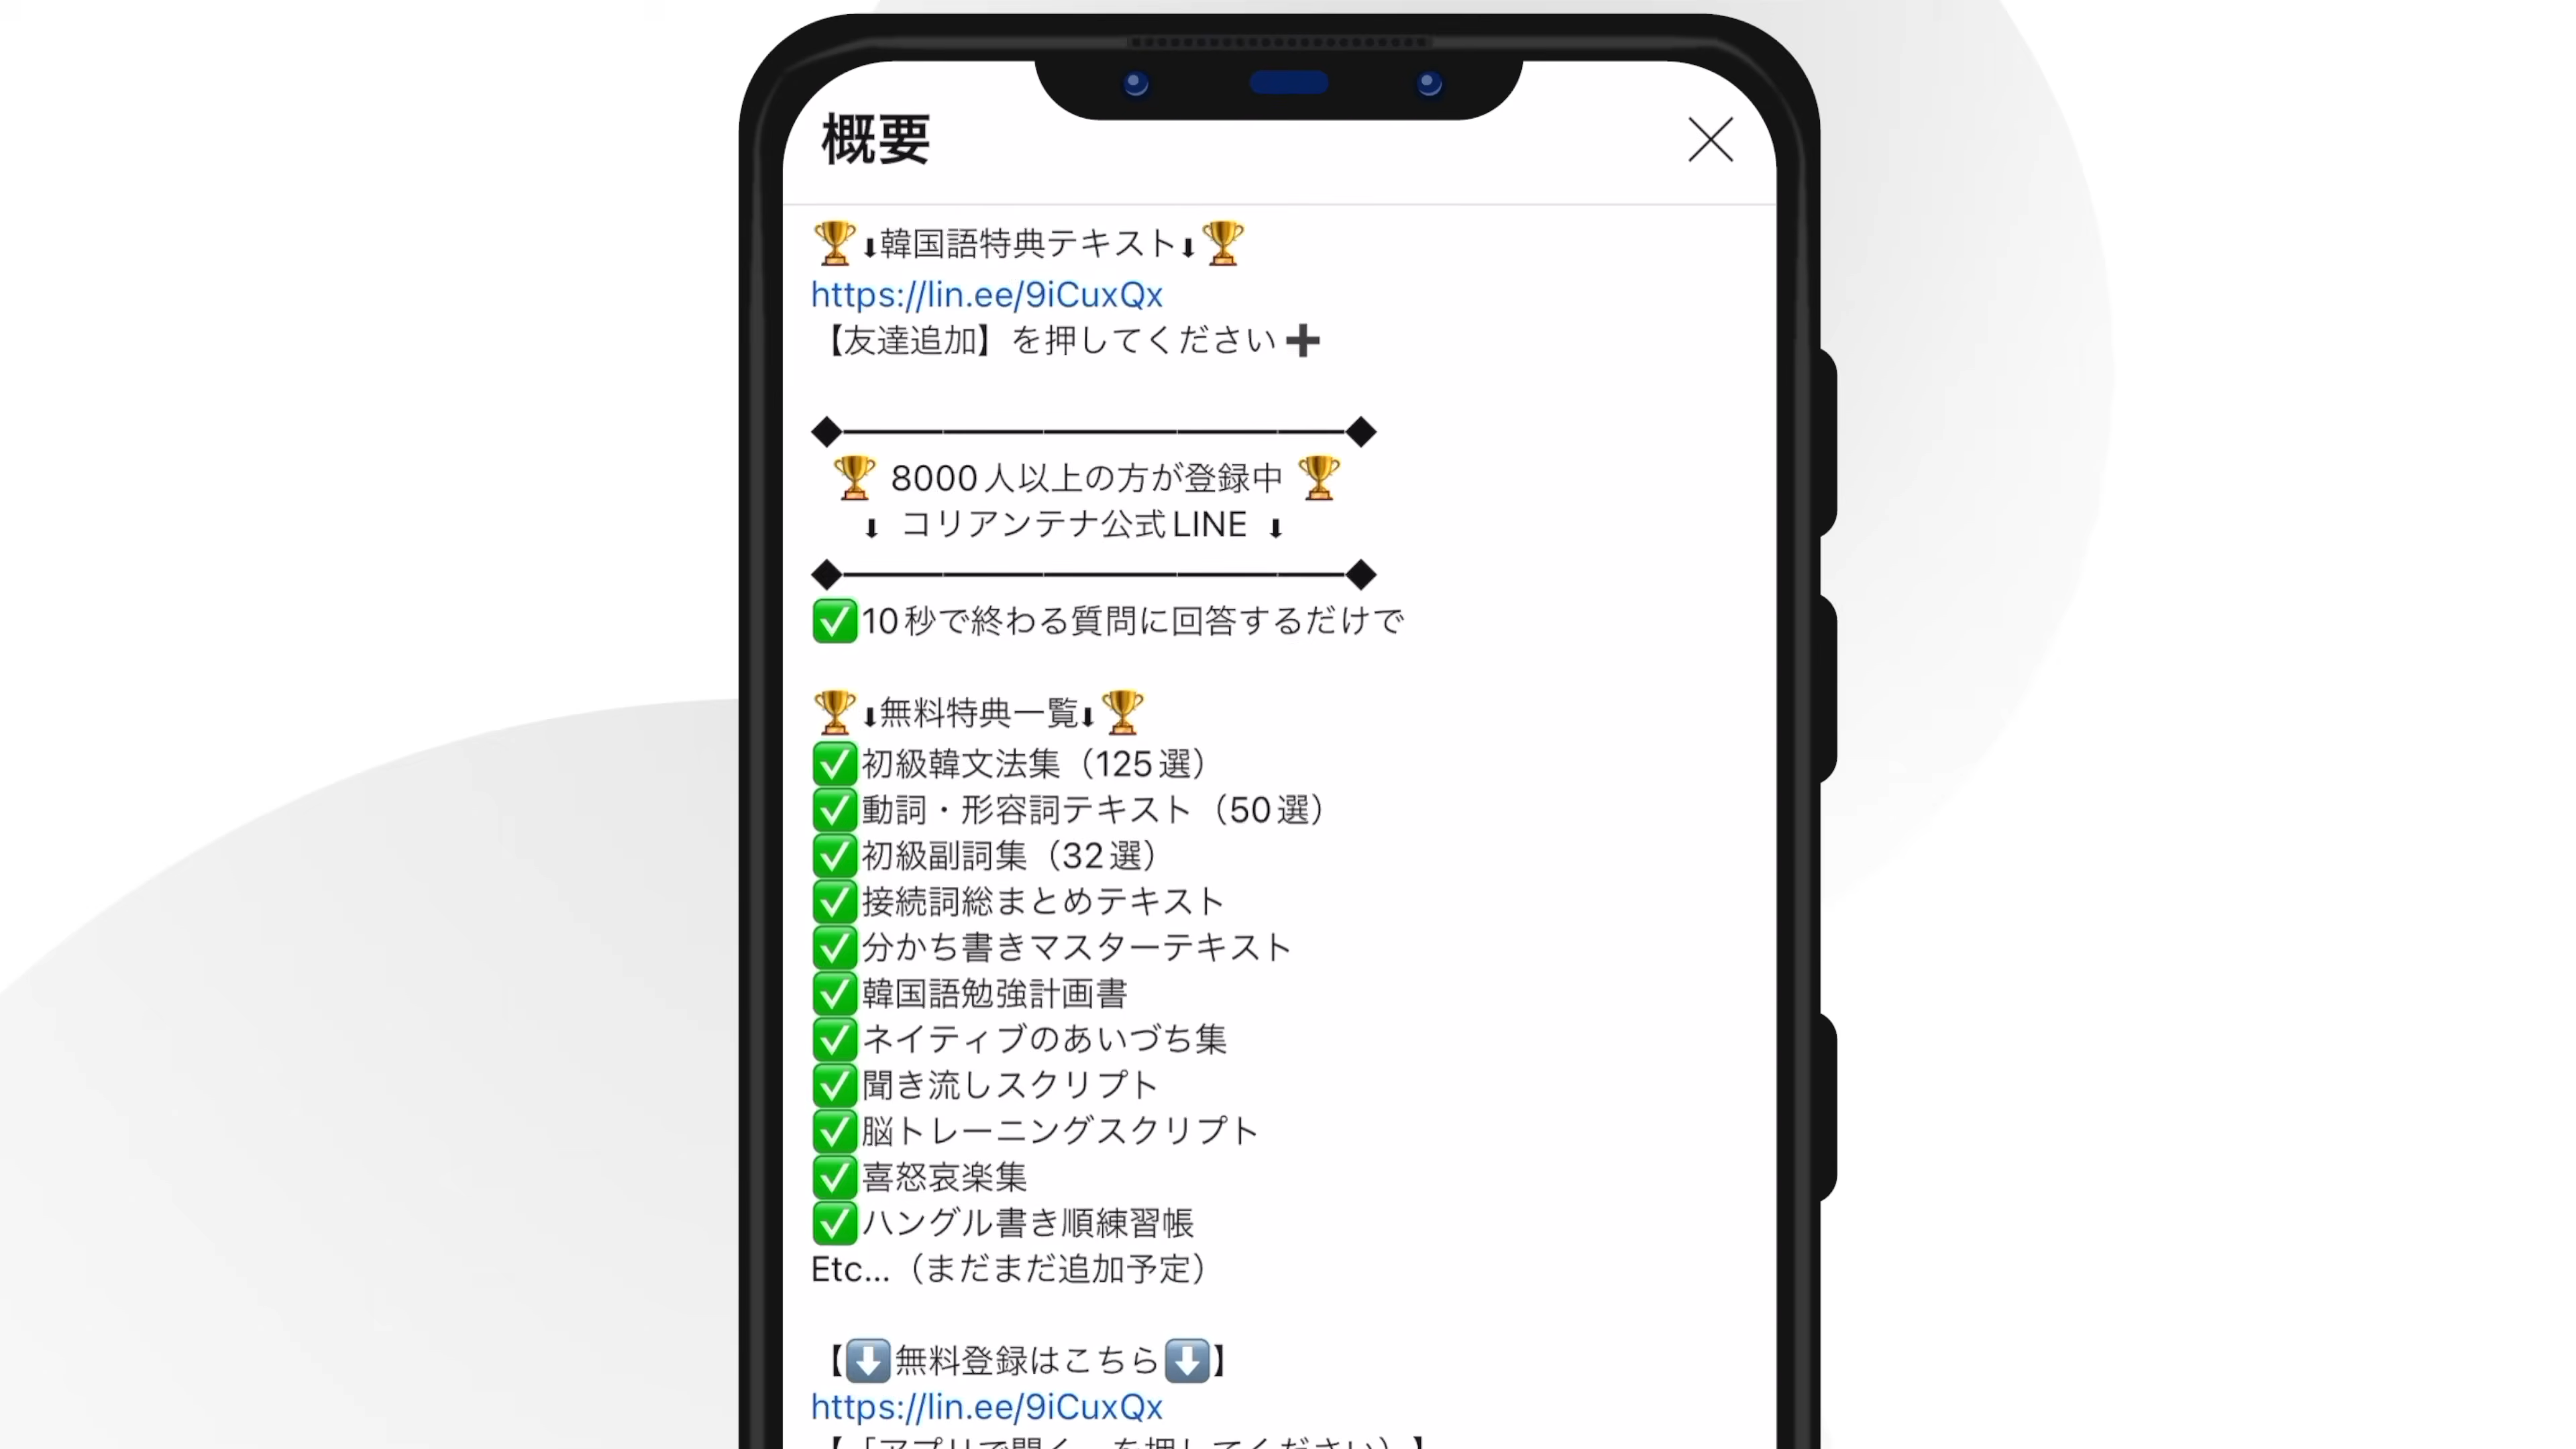 概要
🏆⬇韓国語特典テキスト⬇🏆
https://lin.ee/9iCuxQx
【友達追加】を押してください➕
◆━━━━━━━━━━━━━━━◆
🏆 8000人以上の方が登録中 🏆
⬇ コリアンテナ公式LINE ⬇
◆━━━━━━━━━━━━━━━◆
✅10秒で終わる質問に回答するだけで
🏆⬇無料特典一覧⬇🏆
✅初級韓文法集（125選）
✅動詞・形容詞テキスト（50選）
✅初級副詞集（32選）
✅接続詞総まとめテキスト
✅分かち書きマスターテキスト
✅韓国語勉強計画書
✅ネイティブのあいづち集
✅聞き流しスクリプト
✅脳トレーニングスクリプト
✅喜怒哀楽集
✅ハングル書き順練習帳
Etc...（まだまだ追加予定）
【⬇️無料登録はこちら⬇️】
https://lin.ee/9iCuxQx